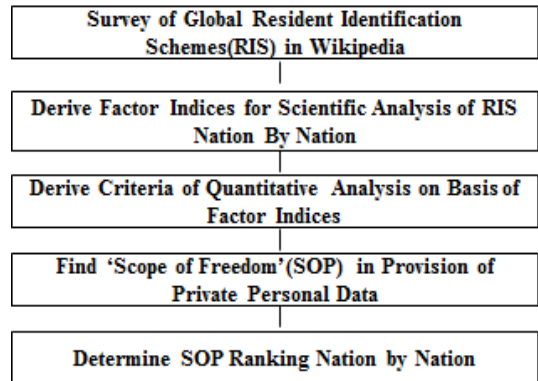 Survey of Global Resident Identification
Schemes(RIS) in Wikipedia
Derive Factor Indices for Scientific Analysis of RIS
Nation By Nation
Derive Criteria of Quantitative Analysis on Basis of
Factor Indices
Find ‘Scope of Freedom’(SOP) in Provision of
Private Personal Data
Determine SOP Ranking Nation by Nation